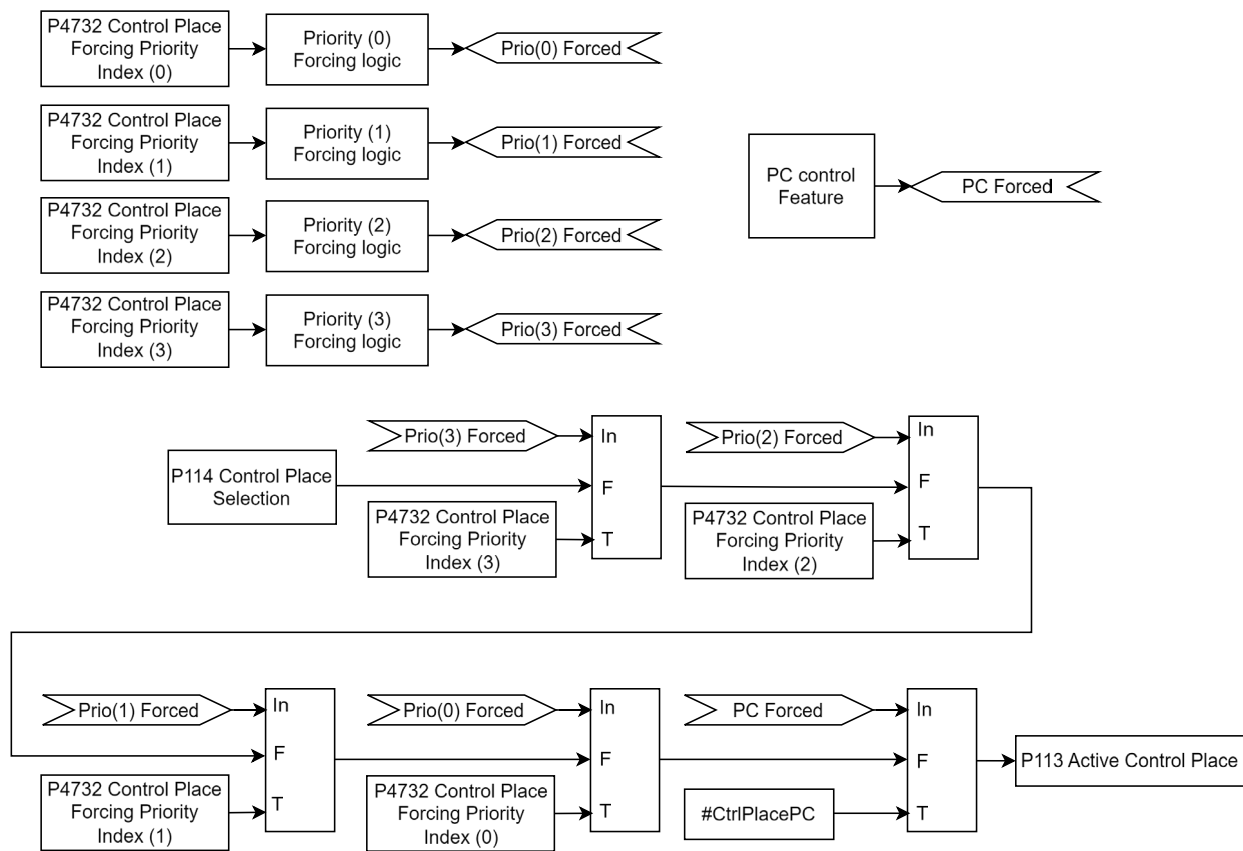 P4732 Control Place
Forcing Priority
Index (0)
Priority (0)
Forcing logic
Prio(0) Forced
P4732 Control Place
Forcing Priority
Index (1)
Priority (1)
Forcing logic
Prio(1) Forced
PC control
Feature
PC Forced
P4732 Control Place
Forcing Priority
Index (2)
Priority (2)
Forcing logic
Prio(2) Forced
P4732 Control Place
Forcing Priority
Index (3)
Priority (3)
Forcing logic
Prio(3) Forced
Prio(3) Forced
In
P114 Control Place
Selection
F
P4732 Control Place
Forcing Priority
Index (3)
T
Prio(2) Forced
In
F
P4732 Control Place
Forcing Priority
Index (2)
T
Prio(1) Forced
In
F
P4732 Control Place
Forcing Priority
Index (1)
T
Prio(0) Forced
In
F
P4732 Control Place
Forcing Priority
Index (0)
T
PC Forced
In
F
#CtrlPlacePC
T
P113 Active Control Place